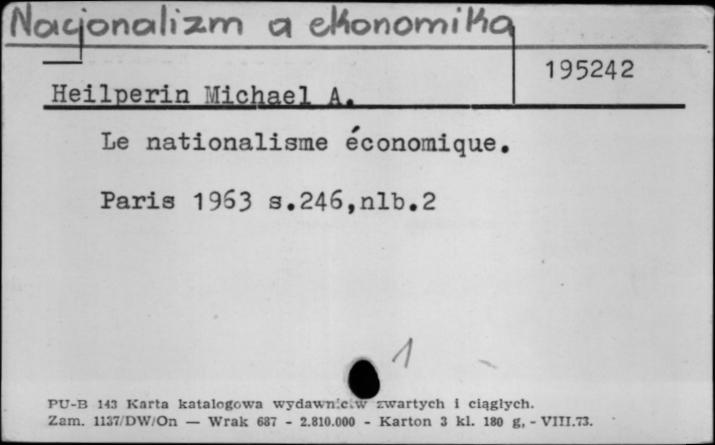 Nacjonalizm a ekonomika
195242
Heilperin Michael A.
Le nationalisme économique.
Paris 1963 s.246,nlb.2
1
PU-B 143 Karta katalogowa wydawnictw zwartych i ciągłych.
Zam. 1137/DW/On — Wrak 687 - 2.810.000 - Karton 3 kl. 180 g, - VIII.73.